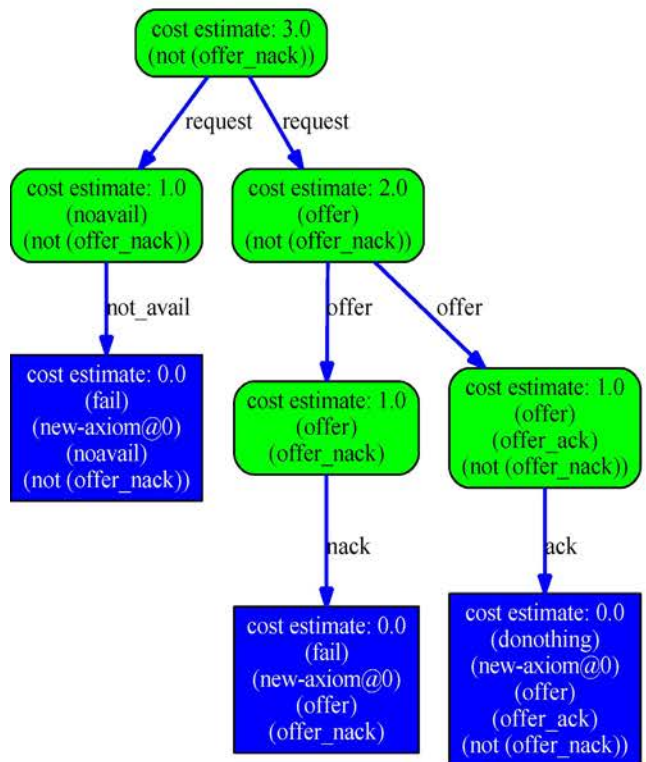 cost estimate: 3.0
(not (offer_nack))
request
request
cost estimate: 1.0
(noavail)
(not (offer_nack))
cost estimate: 2.0
(offer)
(not (offer_nack))
not_avail
offer
offer
cost estimate: 0.0
(fail)
(new-axiom@0)
(noavail)
(not (offer_nack))
cost estimate: 1.0
(offer)
(offer_nack)
cost estimate: 1.0
(offer)
(offer_ack)
(not (offer_nack))
nack
ack
cost estimate: 0.0
(fail)
(new-axiom@0)
(offer)
(offer_nack)
cost estimate: 0.0
(donothing)
(new-axiom@0)
(offer)
(offer_ack)
(not (offer_nack))